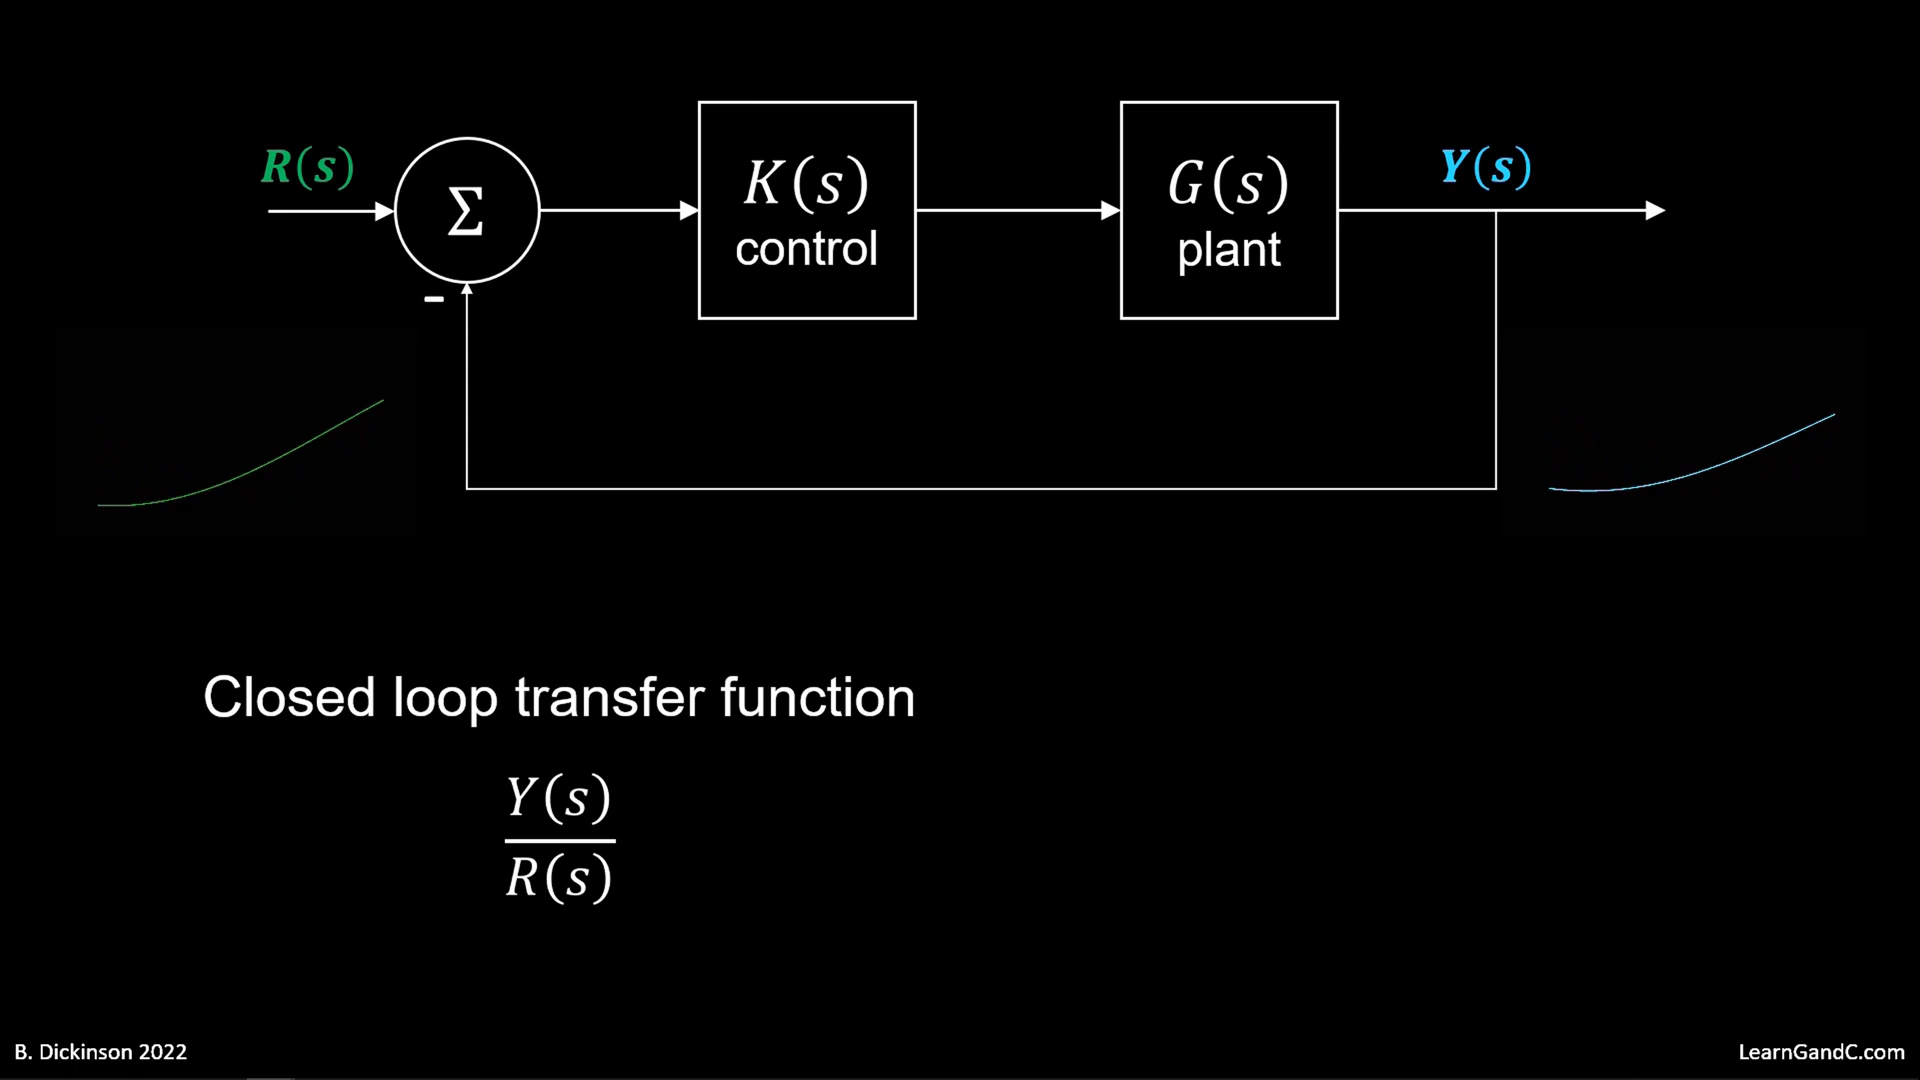 R(s)
Σ
K(s)
control
G(s)
plant
Y(s)
-
Closed loop transfer function
Y(s)
R(s)
B. Dickinson 2022
LearnGandC.com